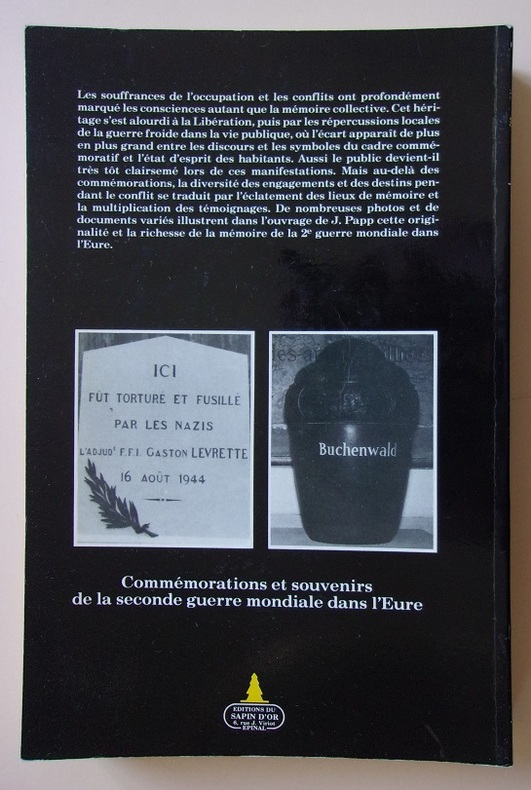 Les souffrances de l'occupation et les conflits ont profondément
marqué les consciences autant que la mémoire collective. Cet héri-
tage s'est alourdi à la Libération, puis par les répercussions locales
de la guerre froide dans la vie publique, où l'écart apparaît de plus
en plus grand entre les discours et les symboles du cadre commé-
moratif et l'état d'esprit des habitants. Aussi le public devient-il
très tôt clairsemé lors de ces manifestations. Mais au-delà des
commémorations, la diversité des engagements et des destins pen-
dant le conflit se traduit par l'éclatement des lieux de mémoire et
la multiplication des témoignages. De nombreuses photos et de
documents variés illustrent dans l'ouvrage de J. Papp cette origi-
nalité et la richesse de la mémoire de la 2e guerre mondiale dans
l'Eure.
ICI
FÛT TORTURÉ ET FUSILLÉ
PAR LES NAZIS
L'ADJUDT F.F.I. GASTON LEVRETTE
16 AOÛT 1944
Buchenwald
Commémorations et souvenirs
de la seconde guerre mondiale dans l'Eure
EDITIONS DU
SAPIN D'OR
6, rue J. Viriot
EPINAL